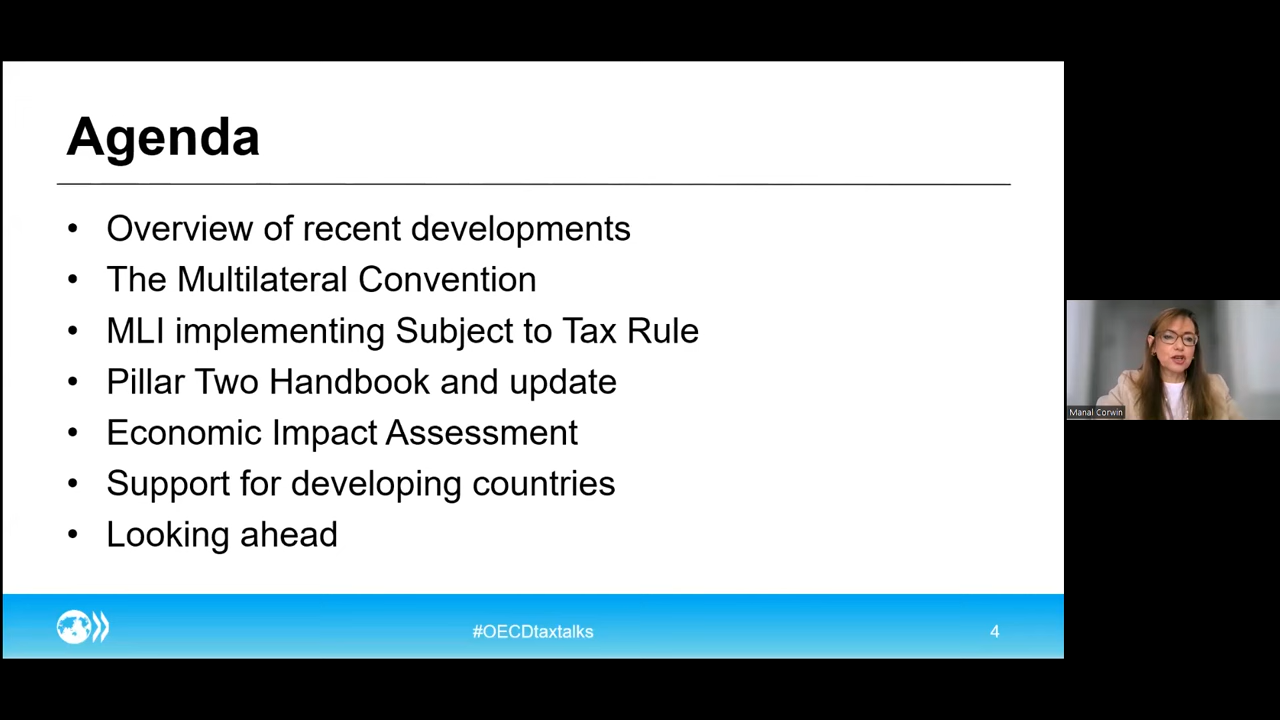 Agenda
• Overview of recent developments
• The Multilateral Convention
• MLI implementing Subject to Tax Rule
• Pillar Two Handbook and update
• Economic Impact Assessment
• Support for developing countries
• Looking ahead
#OECDtaxtalks
4
Manal Corwin